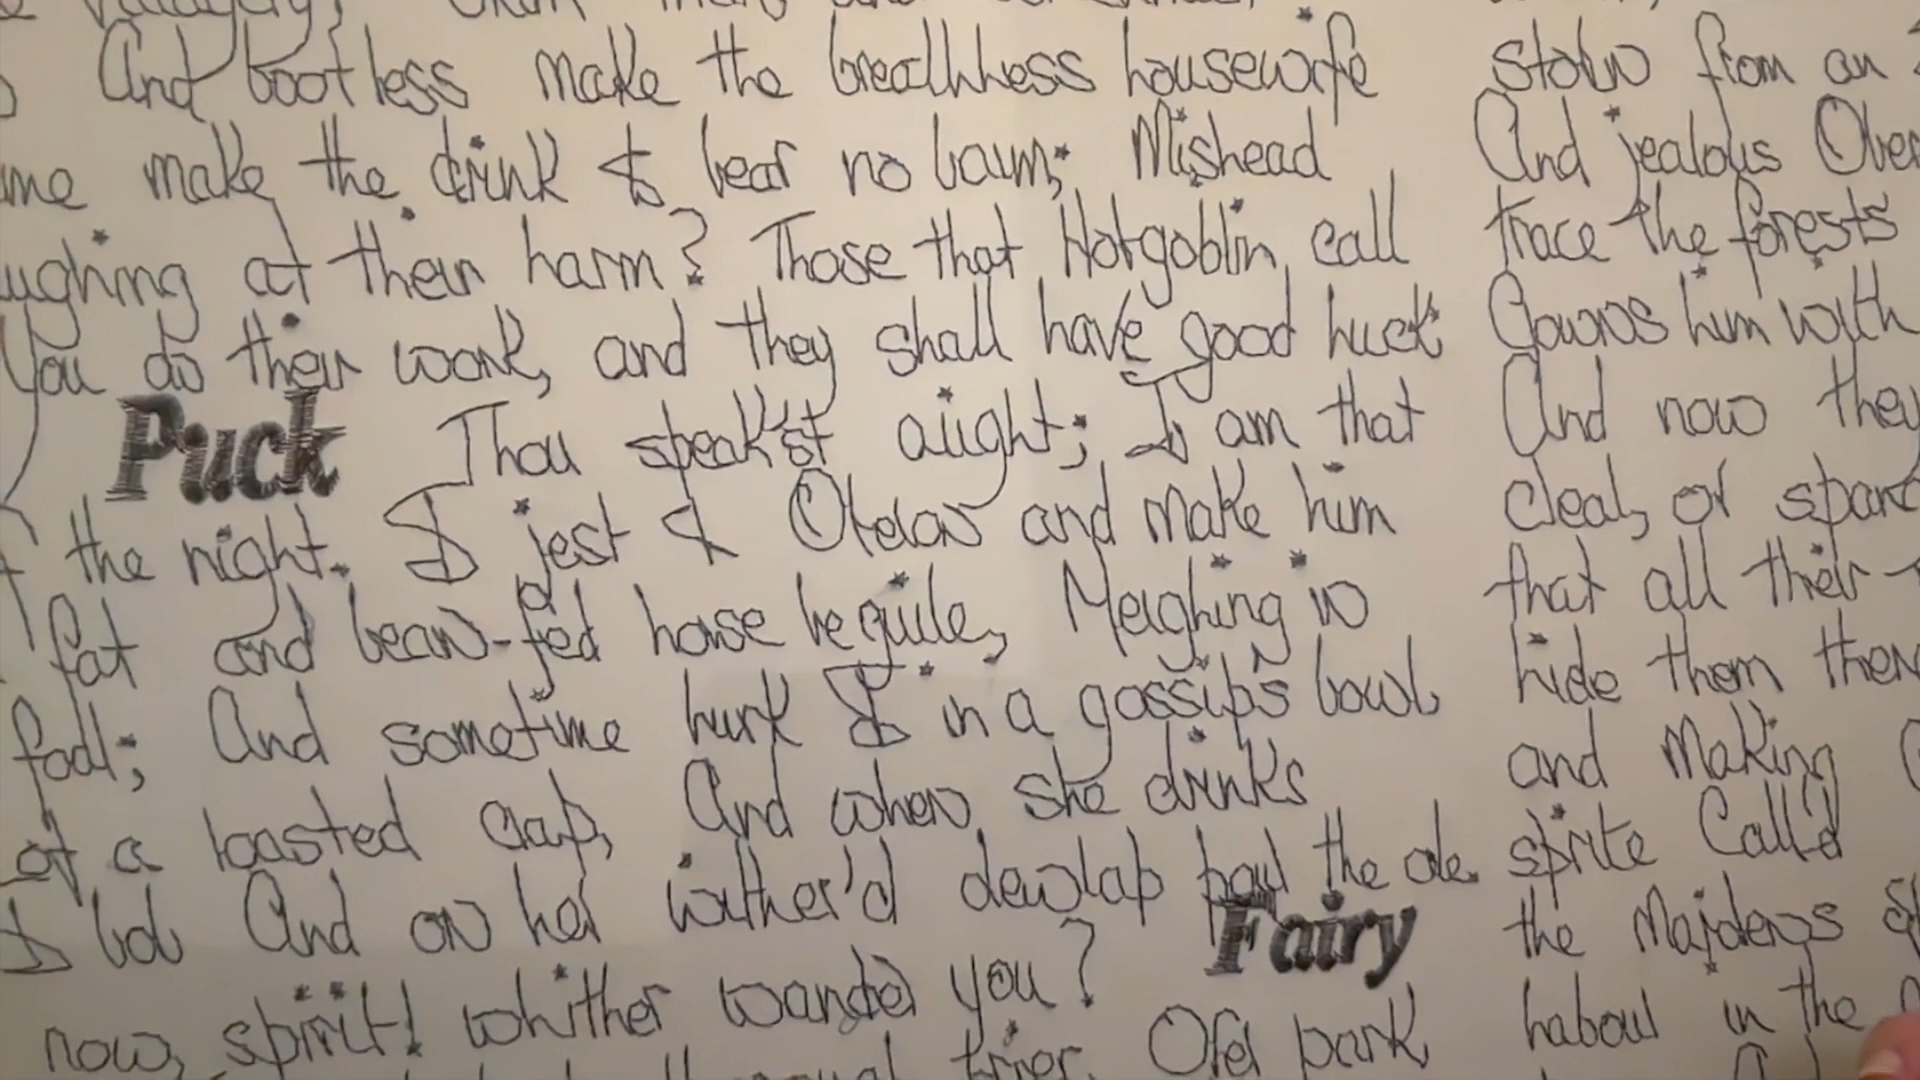 And bootless make the breathless housewife
make the drink to bear no barm; Mislead
ughing at their harm? Those that Hobgoblin call
You do their work, and they shall have good luck
Puck Thou speak'st aright; I am that
the night. I jest to Oberon and make him
fat and bean-fed horse beguile, Neighing in
foal; And sometime lurk I in a gossip's bowl
of a roasted crab, And when she drinks
I bob And on her wither'd dewlap pour the ale.
Fairy
now, spirit! whither wander you?
Over park,
stolen from an
And jealous Ober
trace the forests
Crowns him with
And now they
clear, or spang
that all their
hide them there
and making
sprite Call'd
the Maidens
labour in the